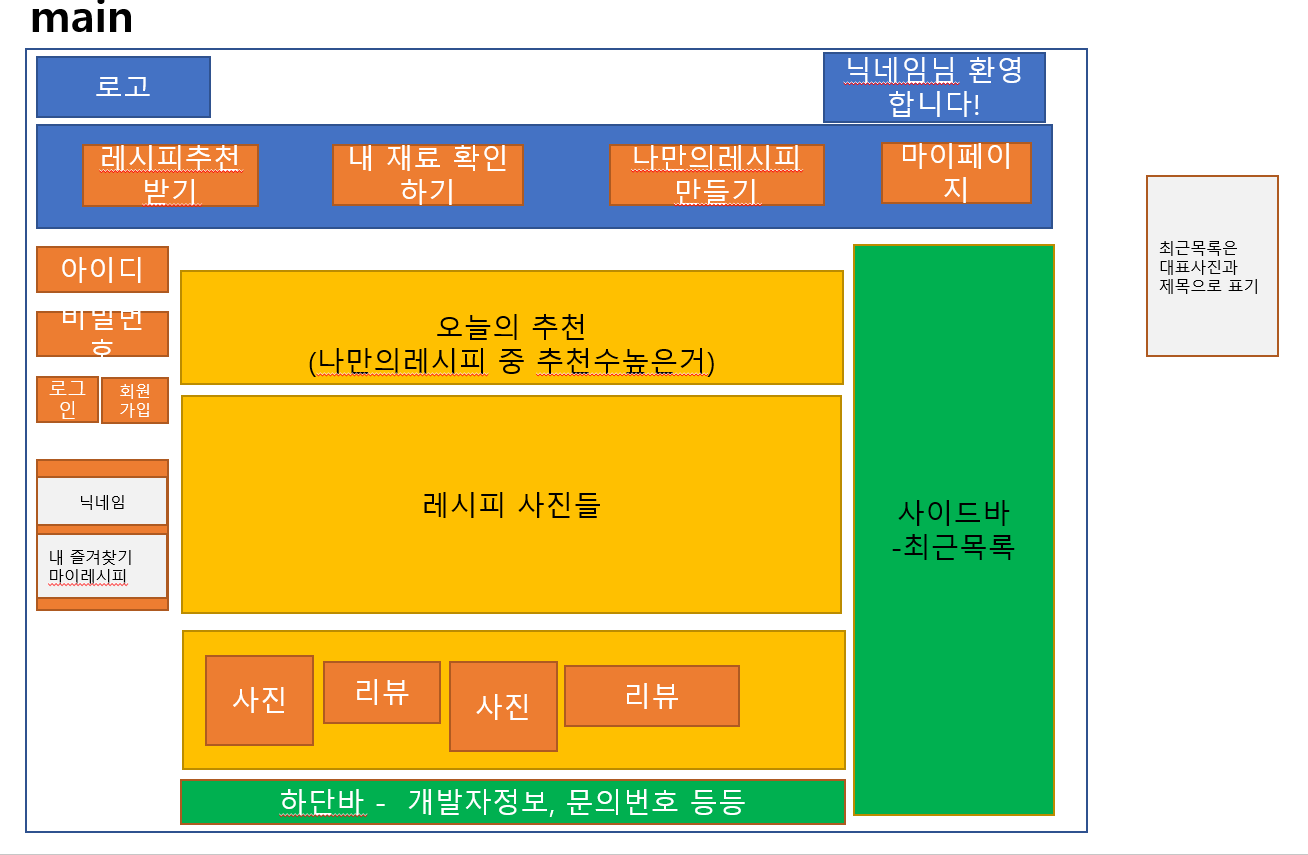 main
로고
닉네임님 환영
합니다!
레시피추천
받기
내 재료 확인
하기
나만의레시피
만들기
마이페이
지
아이디
비밀번
호
로그
인
회원
가입
닉네임
내 즐겨찾기
마이레시피
오늘의 추천
(나만의레시피 중 추천수높은거)
레시피 사진들
사진
리뷰
사진
리뷰
하단바 -  개발자정보, 문의번호 등등
사이드바
-최근목록
최근목록은
대표사진과
제목으로 표기